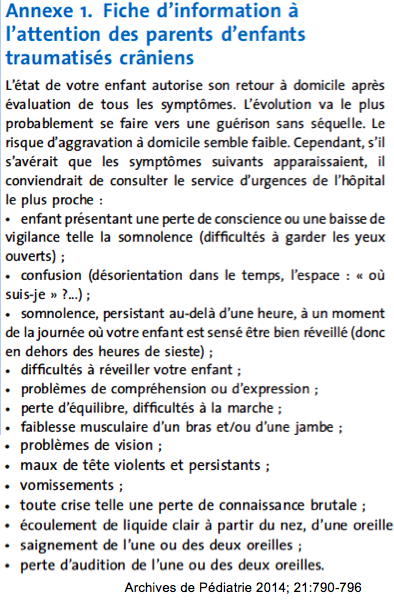 Annexe 1. Fiche d’information à
l’attention des parents d’enfants
traumatisés crâniens
L’état de votre enfant autorise son retour à domicile après
évaluation de tous les symptômes. L’évolution va le plus
probablement se faire vers une guérison sans séquelle. Le
risque d’aggravation à domicile semble faible. Cependant, s’il
s’avérait que les symptômes suivants apparaissaient, il
conviendrait de consulter le service d’urgences de l’hôpital
le plus proche :
• enfant présentant une perte de conscience ou une baisse de
vigilance telle la somnolence (difficultés à garder les yeux
ouverts) ;
• confusion (désorientation dans le temps, l’espace : « où
suis-je » ?...) ;
• somnolence, persistant au-delà d’une heure, à un moment
de la journée où votre enfant est sensé être bien réveillé (donc
en dehors des heures de sieste) ;
• difficultés à réveiller votre enfant ;
• problèmes de compréhension ou d’expression ;
• perte d’équilibre, difficultés à la marche ;
• faiblesse musculaire d’un bras et/ou d’une jambe ;
• problèmes de vision ;
• maux de tête violents et persistants ;
• vomissements ;
• toute crise telle une perte de connaissance brutale ;
• écoulement de liquide clair à partir du nez, d’une oreille
• saignement de l’une ou des deux oreilles ;
• perte d’audition de l’une ou des deux oreilles.
Archives de Pédiatrie 2014; 21:790-796